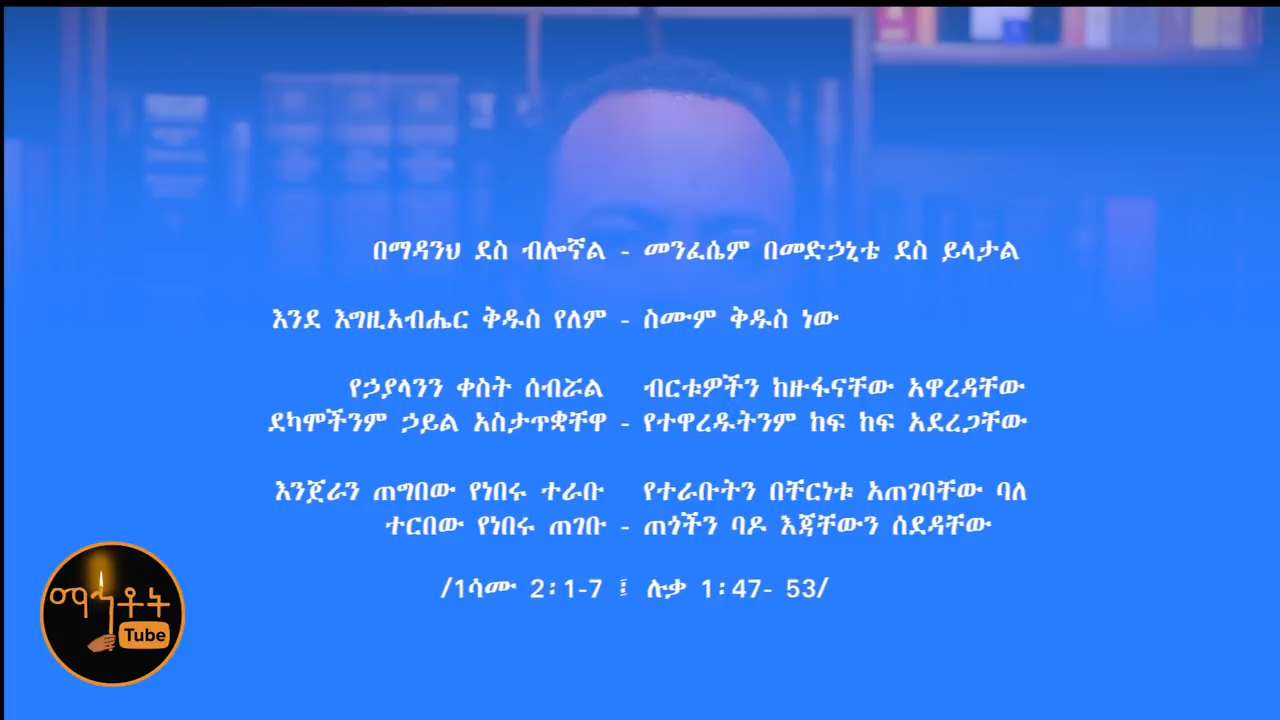 በማዳንህ ደስ ብሎኛል - መንፈሴም በመድኃኒቴ ደስ ይላታል
እንደ እግዚአብሔር ቅዱስ የለም - ስሙም ቅዱስ ነው
የኃያላንን ቀስት ሰብሯል ብርቱዎችን ከዙፋናቸው አዋረዳቸው
ደካሞችንም ኃይል አስታጥቋቸዋ - የተዋረዱትንም ከፍ ከፍ አደረጋቸው
እንጀራን ጠግበው የነበሩ ተራቡ የተራቡትን በቸርነቱ አጠገባቸው ባለ
ተርበው የነበሩ ጠገቡ - ጠጎችን ባዶ እጃቸውን ሰደዳቸው
/1ሳሙ 2፡1-7 ፤ ሉቃ 1፡47- 53/
ማኅቶት
Tube